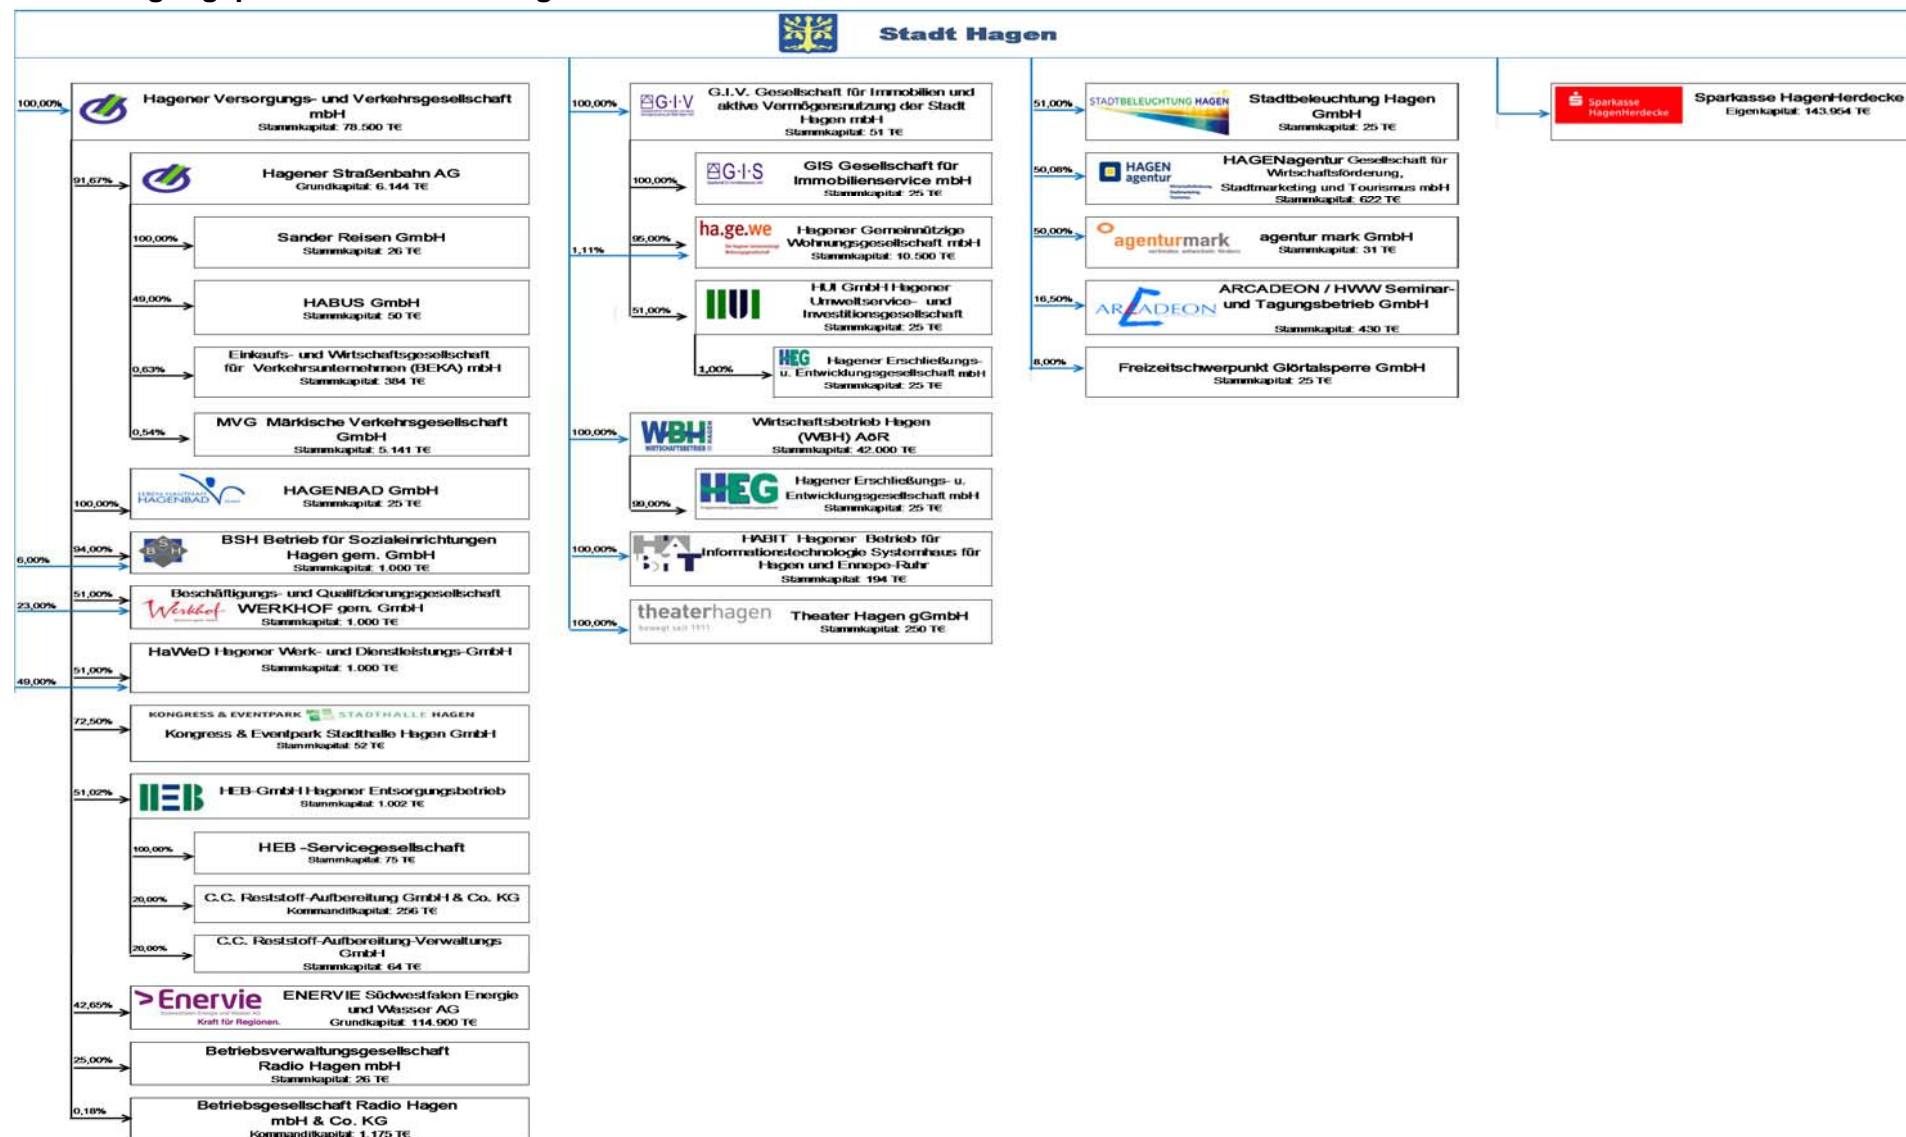 Stadt Hagen
100,00%
Hagener Versorgungs- und Verkehrsgesellschaft
mbH
Stammkapital: 78.500 T€
91,67%
Hagener Straßenbahn AG
Grundkapital: 6.144 T€
100,00%
Sander Reisen GmbH
Stammkapital: 26 T€
49,00%
HABUS GmbH
Stammkapital: 50 T€
0,63%
Einkaufs- und Wirtschaftsgesellschaft
für Verkehrsunternehmen (BEKA) mbH
Stammkapital: 384 T€
0,54%
MVG Märkische Verkehrsgesellschaft
GmbH
Stammkapital: 5.141 T€
100,00%
HAGENBAD
HAGENBAD GmbH
Stammkapital: 25 T€
6,00%
94,00%
BSH
BSH Betrieb für Sozialeinrichtungen
Hagen gem. GmbH
Stammkapital: 1.000 T€
23,00%
51,00%
Beschäftigungs- und Qualifizierungsgesellschaft
Werkhof
WERKHOF gem. GmbH
Stammkapital: 1.000 T€
49,00%
51,00%
HaWeD Hagener Werk- und Dienstleistungs-GmbH
Stammkapital: 1.000 T€
72,50%
KONGRESS & EVENTPARK STADTHALLE HAGEN
Kongress & Eventpark Stadthalle Hagen GmbH
Stammkapital: 52 T€
51,02%
HEB
HEB-GmbH Hagener Entsorgungsbetrieb
Stammkapital: 1.002 T€
100,00%
HEB -Servicegesellschaft
Stammkapital: 75 T€
20,00%
C.C. Reststoff-Aufbereitung GmbH & Co. KG
Kommanditkapital: 256 T€
20,00%
C.C. Reststoff-Aufbereitung-Verwaltungs
GmbH
Stammkapital: 64 T€
42,65%
>Enervie
Südwestfalen Energie und Wasser AG
Kraft für Regionen.
ENERVIE Südwestfalen Energie
und Wasser AG
Grundkapital: 114.900 T€
25,00%
Betriebsverwaltungsgesellschaft
Radio Hagen mbH
Stammkapital: 26 T€
0,18%
Betriebsgesellschaft Radio Hagen
mbH & Co. KG
Kommanditkapital: 1.175 T€
100,00%
G·I·V
G.I.V. Gesellschaft für Immobilien und
aktive Vermögensnutzung der Stadt
Hagen mbH
Stammkapital: 51 T€
100,00%
G·I·S
GIS Gesellschaft für
Immobilienservice mbH
Stammkapital: 25 T€
1,11%
95,00%
ha.ge.we
Hagener Gemeinnützige
Wohnungsgesellschaft mbH
Stammkapital: 10.500 T€
51,00%
HUI
HUI GmbH Hagener
Umweltservice- und
Investitionsgesellschaft
Stammkapital: 25 T€
1,00%
HEG
Hagener Erschließungs-
u. Entwicklungsgesellschaft mbH
Stammkapital: 25 T€
100,00%
WBH HAGEN
WIRTSCHAFTSBETRIEB
Wirtschaftsbetrieb Hagen
(WBH) AöR
Stammkapital: 42.000 T€
99,00%
HEG
Hagener Erschließungs- u.
Entwicklungsgesellschaft mbH
Stammkapital: 25 T€
100,00%
HABIT
HABIT Hagener Betrieb für
Informationstechnologie Systemhaus für
Hagen und Ennepe-Ruhr
Stammkapital: 194 T€
100,00%
theaterhagen
bewegt seit 1911
Theater Hagen gGmbH
Stammkapital: 250 T€
51,00%
STADTBELEUCHTUNG HAGEN
Stadtbeleuchtung Hagen
GmbH
Stammkapital: 25 T€
50,08%
HAGEN
agentur
HAGENagentur Gesellschaft für
Wirtschaftsförderung,
Stadtmarketing und Tourismus mbH
Stammkapital: 622 T€
50,00%
agenturmark
agentur mark GmbH
Stammkapital: 31 T€
16,50%
ARCADEON
ARCADEON / HWW Seminar-
und Tagungsbetrieb GmbH
Stammkapital: 430 T€
8,00%
Freizeitschwerpunkt Glörtalsperre GmbH
Stammkapital: 25 T€
Sparkasse
HagenHerdecke
Sparkasse HagenHerdecke
Eigenkapital: 143.954 T€